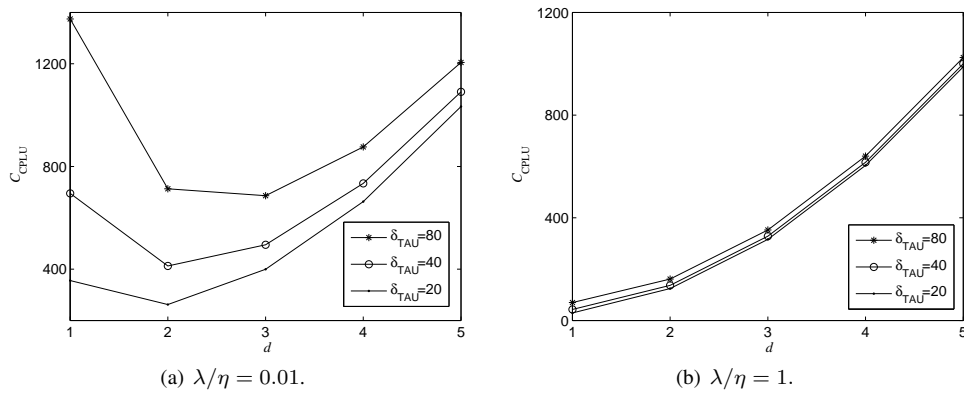 1200
800
400
C_CPLU
1 2 3 4 5
d
δ_TAU=80
δ_TAU=40
δ_TAU=20
(a) λ/η = 0.01.
1200
800
400
0
C_CPLU
1 2 3 4 5
d
δ_TAU=80
δ_TAU=40
δ_TAU=20
(b) λ/η = 1.